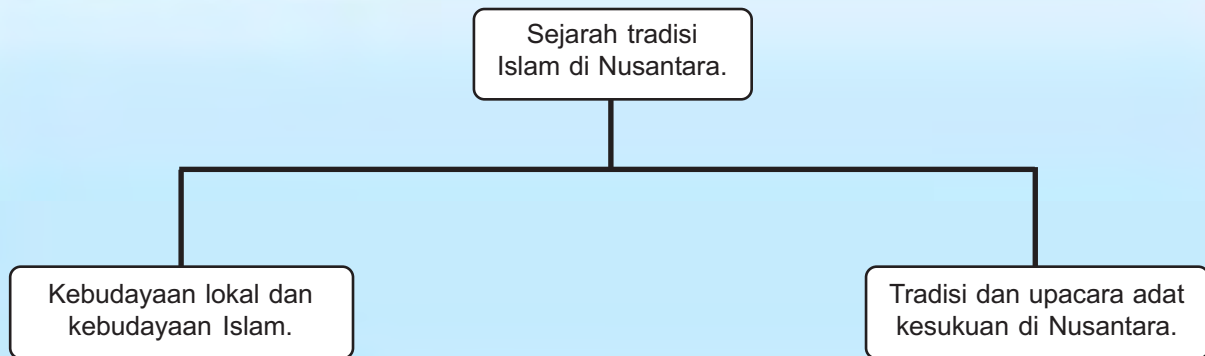 Sejarah tradisi
Islam di Nusantara.
Kebudayaan lokal dan
kebudayaan Islam.
Tradisi dan upacara adat
kesukuan di Nusantara.